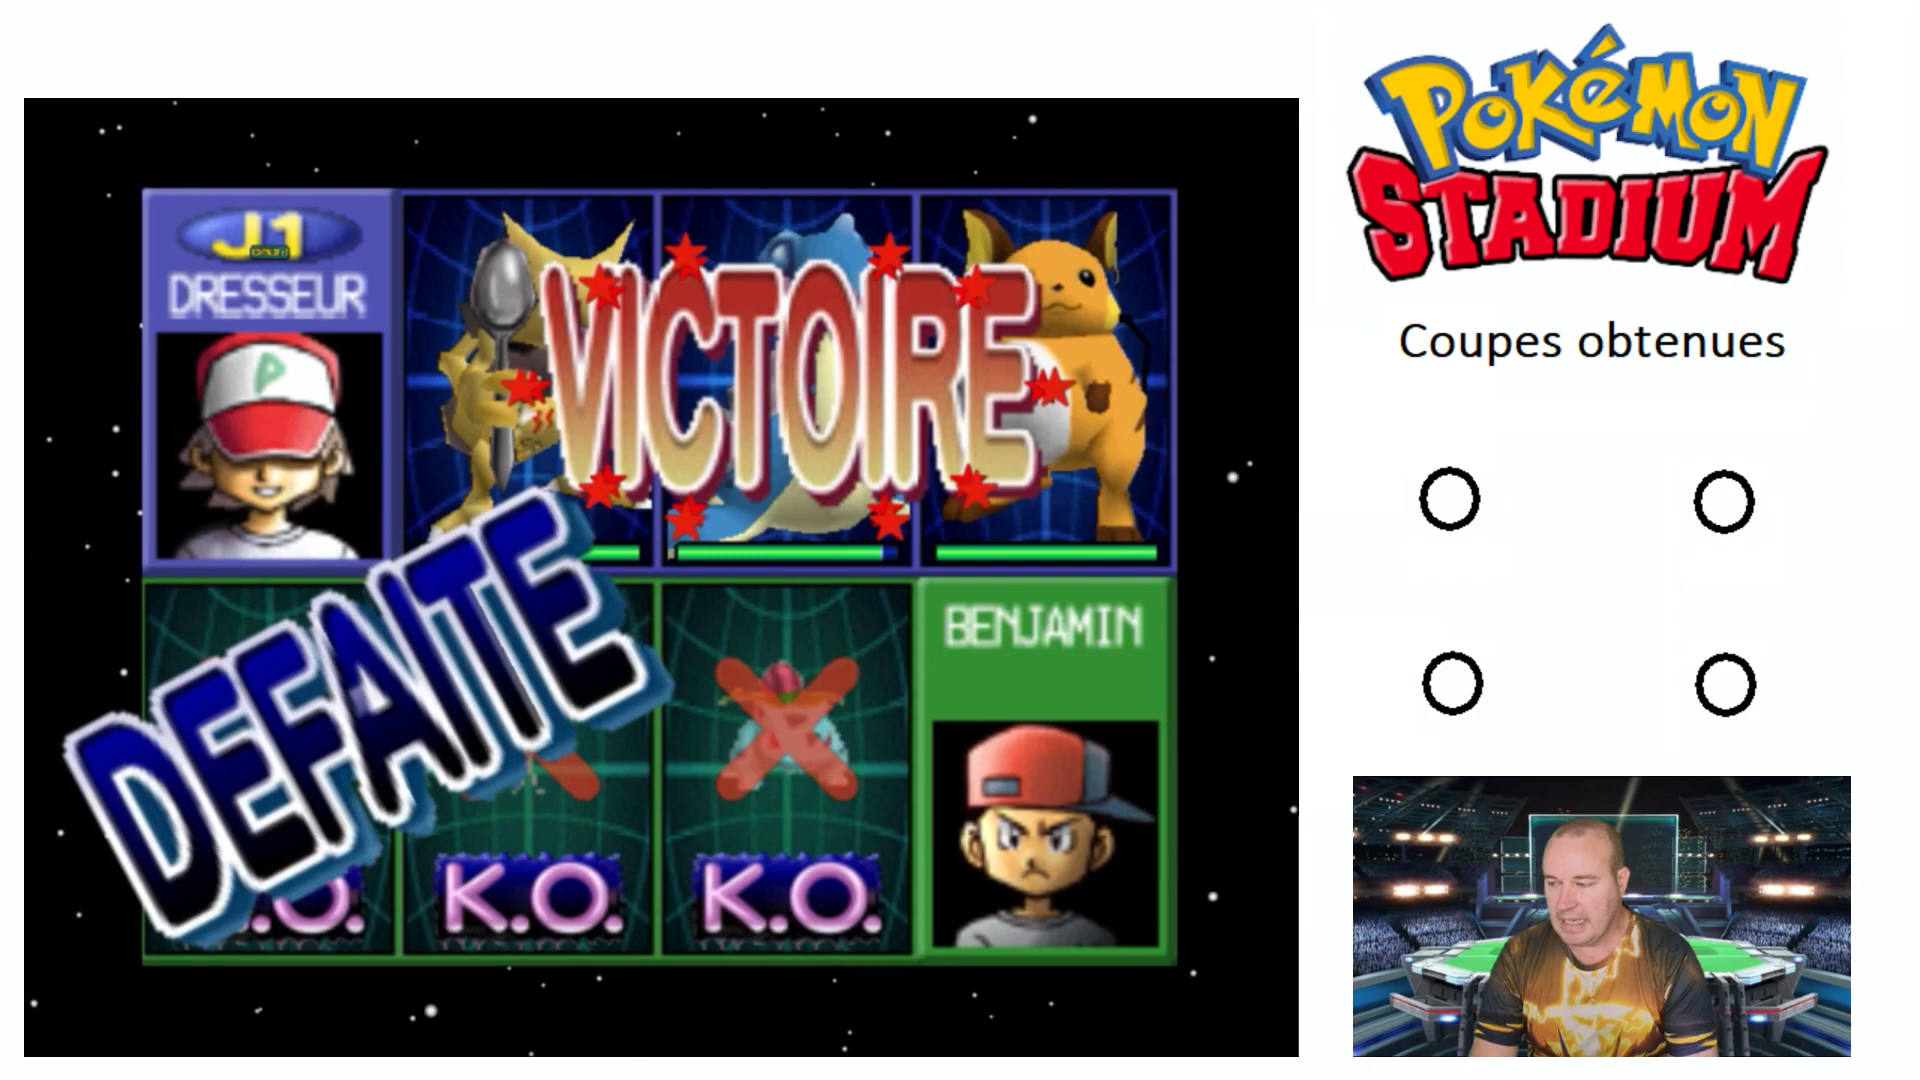 POKéMON
STADIUM
Coupes obtenues
J1
DRESSEUR
VICTOIRE
DEFAITE
BENJAMIN
.O.
K.O.
K.O.